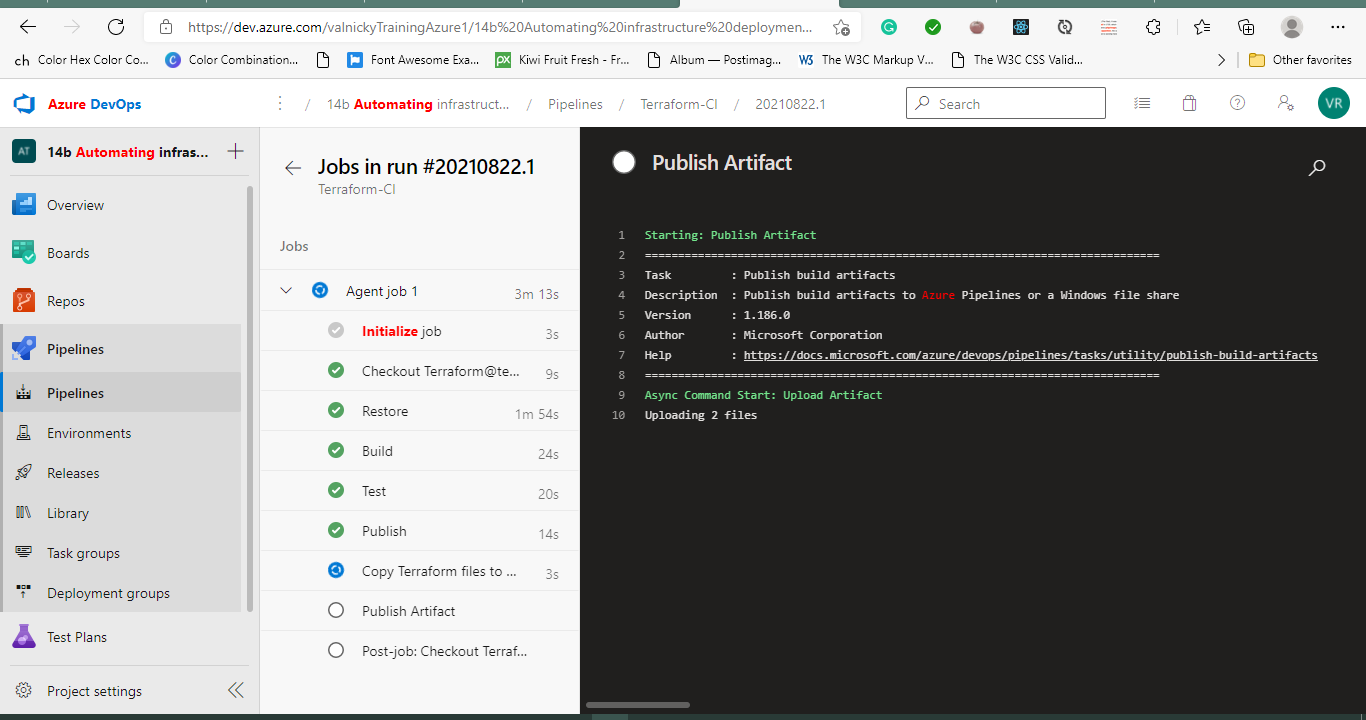 https://dev.azure.com/valnickyTrainingAzure1/14b%20Automating%20infrastructure%20deploymen...
ch Color Hex Color Co...
C Color Combination...
Font Awesome Exa...
px Kiwi Fruit Fresh - Fr...
Album — Postimag...
W3 The W3C Markup V...
The W3C CSS Valid...
Other favorites
Azure DevOps
/ 14b Automating infrastruct... / Pipelines / Terraform-CI / 20210822.1
Search
VR
AT 14b Automating infras...
Overview
Boards
Repos
Pipelines
Pipelines
Environments
Releases
Library
Task groups
Deployment groups
Test Plans
Project settings
Jobs in run #20210822.1
Terraform-CI
Jobs
Agent job 1 3m 13s
Initialize job 3s
Checkout Terraform@te... 9s
Restore 1m 54s
Build 24s
Test 20s
Publish 14s
Copy Terraform files to ... 3s
Publish Artifact
Post-job: Checkout Terraf...
Publish Artifact
1 Starting: Publish Artifact
2 ==============================================================================
3 Task : Publish build artifacts
4 Description : Publish build artifacts to Azure Pipelines or a Windows file share
5 Version : 1.186.0
6 Author : Microsoft Corporation
7 Help : https://docs.microsoft.com/azure/devops/pipelines/tasks/utility/publish-build-artifacts
8 ==============================================================================
9 Async Command Start: Upload Artifact
10 Uploading 2 files